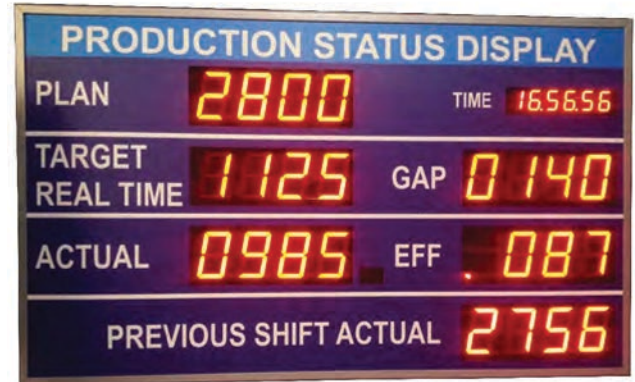 PRODUCTION STATUS DISPLAY
PLAN 2800 TIME 16.56.56
TARGET REAL TIME 1125 GAP 0140
ACTUAL 0985 EFF 087
PREVIOUS SHIFT ACTUAL 2756